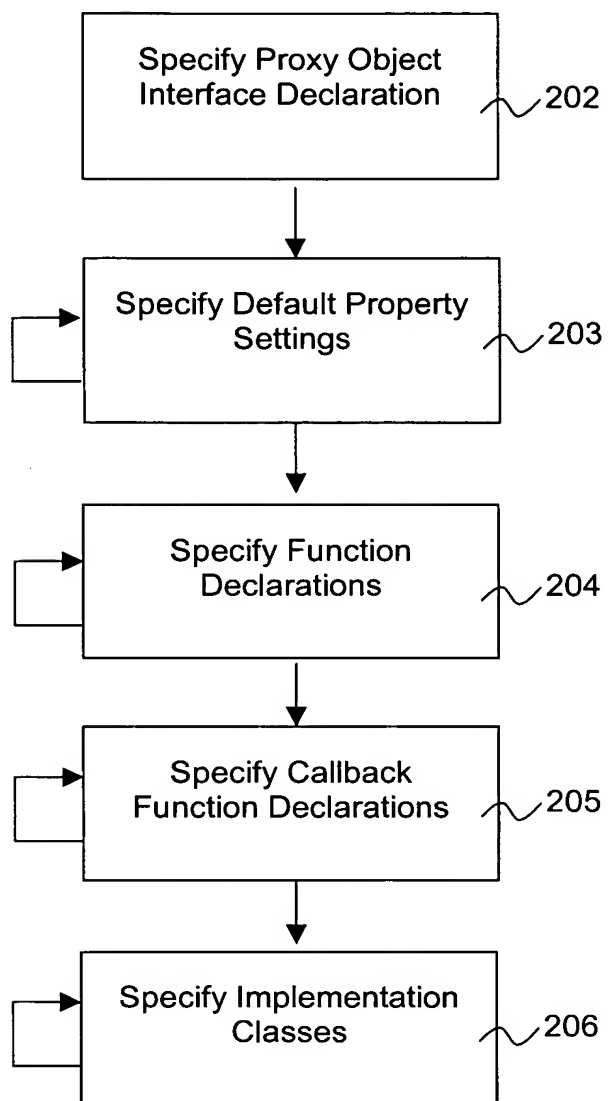 Specify Proxy Object
Interface Declaration
202
Specify Default Property
Settings
203
Specify Function
Declarations
204
Specify Callback
Function Declarations
205
Specify Implementation
Classes
206